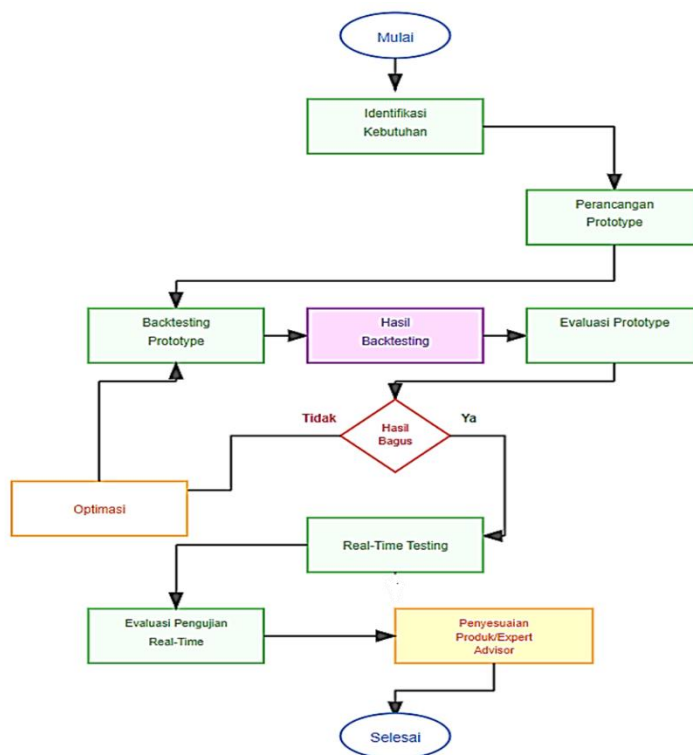 Mulai
Identifikasi
Kebutuhan
Perancangan
Prototype
Backtesting
Prototype
Hasil
Backtesting
Evaluasi Prototype
Tidak
Hasil
Bagus
Ya
Optimasi
Real-Time Testing
Evaluasi Pengujian
Real-Time
Penyesuaian
Produk/Expert
Advisor
Selesai